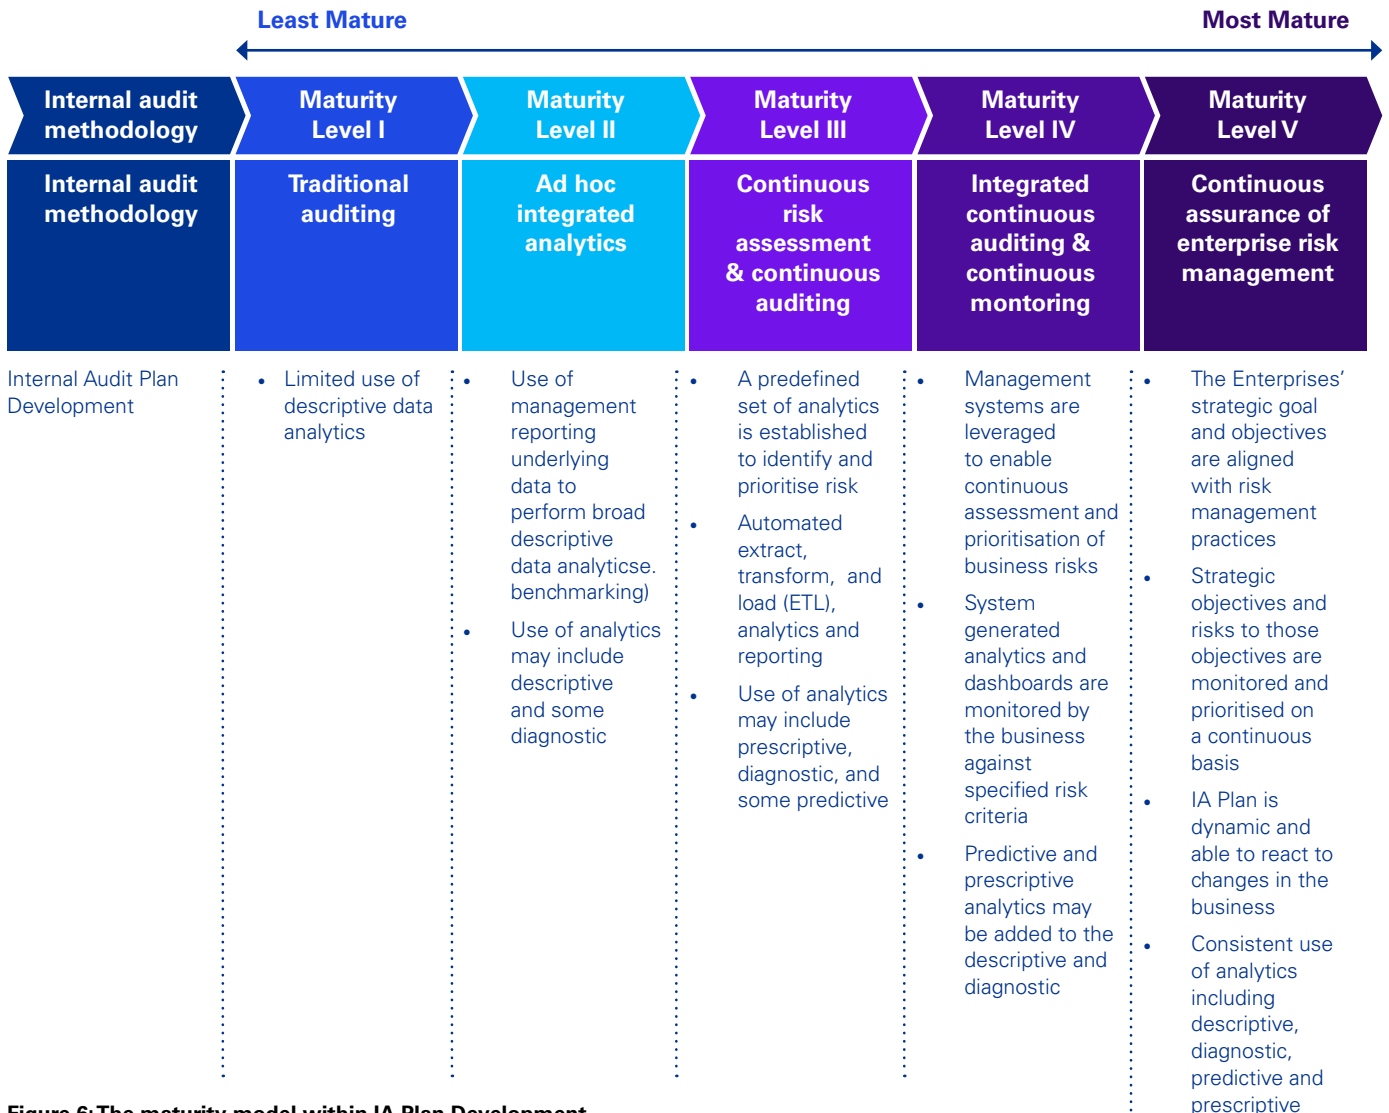 Least Mature
Most Mature
Internal audit
methodology
Maturity
Level I
Maturity
Level II
Maturity
Level III
Maturity
Level IV
Maturity
Level V
Internal audit
methodology
Traditional
auditing
Ad hoc
integrated
analytics
Continuous
risk
assessment
& continuous
auditing
Integrated
continuous
auditing &
continuous
montoring
Continuous
assurance of
enterprise risk
management
Internal Audit Plan
Development
• Limited use of
descriptive data
analytics
• Use of
management
reporting
underlying
data to
perform broad
descriptive
data analyticse.
benchmarking)
• Use of analytics
may include
descriptive
and some
diagnostic
• A predefined
set of analytics
is established
to identify and
prioritise risk
• Automated
extract,
transform, and
load (ETL),
analytics and
reporting
• Use of analytics
may include
prescriptive,
diagnostic, and
some predictive
• Management
systems are
leveraged
to enable
continuous
assessment and
prioritisation of
business risks
• System
generated
analytics and
dashboards are
monitored by
the business
against
specified risk
criteria
• Predictive and
prescriptive
analytics may
be added to the
descriptive and
diagnostic
• The Enterprises’
strategic goal
and objectives
are aligned
with risk
management
practices
• Strategic
objectives and
risks to those
objectives are
monitored and
prioritised on
a continuous
basis
• IA Plan is
dynamic and
able to react to
changes in the
business
• Consistent use
of analytics
including
descriptive,
diagnostic,
predictive and
prescriptive
Figure 6: The maturity model within IA Plan Development